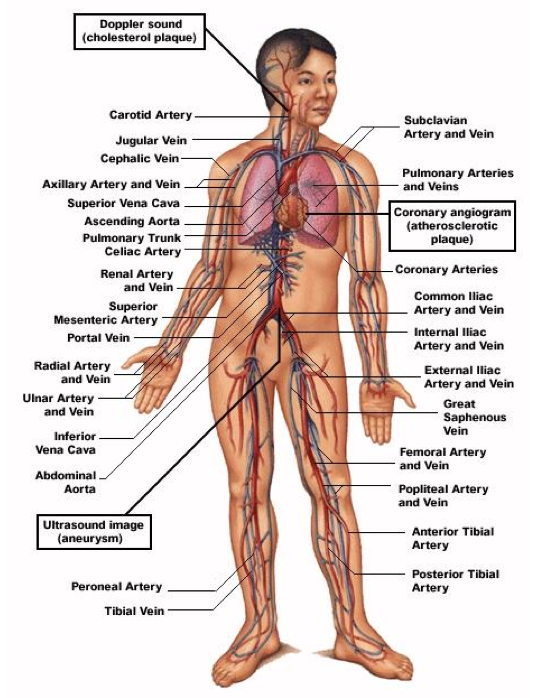 Doppler sound
(cholesterol plaque)
Carotid Artery
Jugular Vein
Cephalic Vein
Axillary Artery and Vein
Superior Vena Cava
Ascending Aorta
Pulmonary Trunk
Celiac Artery
Renal Artery
and Vein
Superior
Mesenteric Artery
Portal Vein
Radial Artery
and Vein
Ulnar Artery
and Vein
Inferior
Vena Cava
Abdominal
Aorta
Ultrasound image
(aneurysm)
Peroneal Artery
Tibial Vein
Subclavian
Artery and Vein
Pulmonary Arteries
and Veins
Coronary angiogram
(atherosclerotic
plaque)
Coronary Arteries
Common Iliac
Artery and Vein
Internal Iliac
Artery and Vein
External Iliac
Artery and Vein
Great
Saphenous
Vein
Femoral Artery
and Vein
Popliteal Artery
and Vein
Anterior Tibial
Artery
Posterior Tibial
Artery